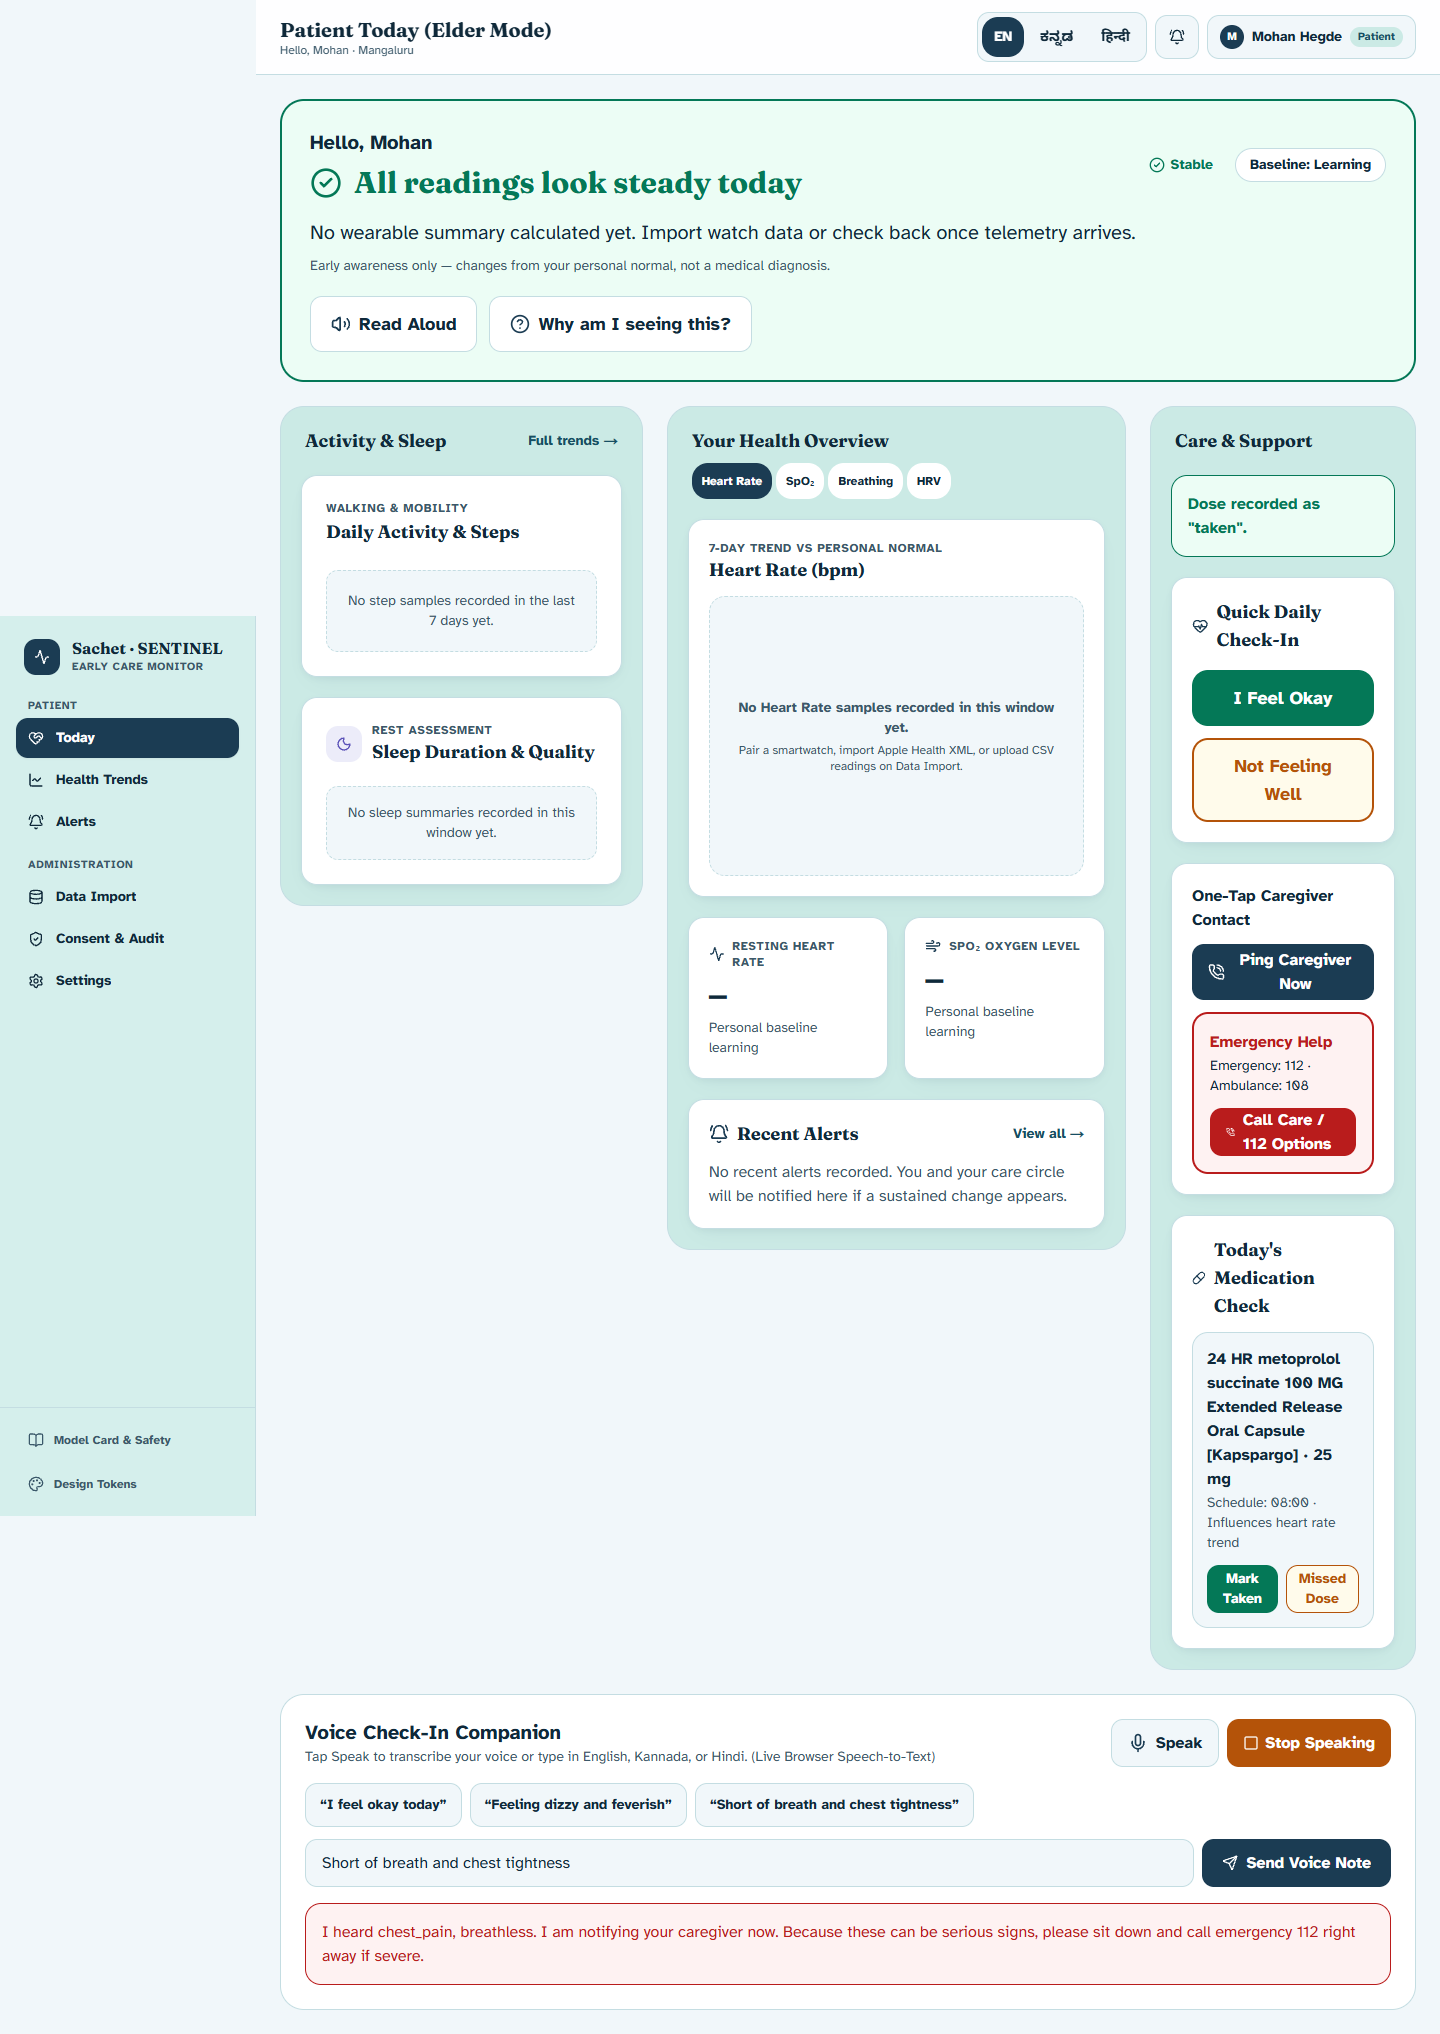 Patient Today (Elder Mode)
Hello, Mohan · Mangaluru
EN
ಕನ್ನಡ
हिन्दी
M
Mohan Hegde
Patient
Hello, Mohan
All readings look steady today
Stable
Baseline: Learning
No wearable summary calculated yet. Import watch data or check back once telemetry arrives.
Early awareness only — changes from your personal normal, not a medical diagnosis.
Read Aloud
Why am I seeing this?
Sachet · SENTINEL
EARLY CARE MONITOR
PATIENT
Today
Health Trends
Alerts
ADMINISTRATION
Data Import
Consent & Audit
Settings
Model Card & Safety
Design Tokens
Activity & Sleep
Full trends →
WALKING & MOBILITY
Daily Activity & Steps
No step samples recorded in the last
7 days yet.
REST ASSESSMENT
Sleep Duration & Quality
No sleep summaries recorded in this
window yet.
Your Health Overview
Heart Rate
SpO₂
Breathing
HRV
7-DAY TREND VS PERSONAL NORMAL
Heart Rate (bpm)
No Heart Rate samples recorded in this window
yet.
Pair a smartwatch, import Apple Health XML, or upload CSV
readings on Data Import.
RESTING HEART
RATE
—
Personal baseline
learning
SPO₂ OXYGEN LEVEL
—
Personal baseline
learning
Recent Alerts
View all →
No recent alerts recorded. You and your care circle
will be notified here if a sustained change appears.
Care & Support
Dose recorded as
"taken".
Quick Daily
Check-In
I Feel Okay
Not Feeling
Well
One-Tap Caregiver
Contact
Ping Caregiver
Now
Emergency Help
Emergency: 112 ·
Ambulance: 108
Call Care /
112 Options
Today's
Medication
Check
24 HR metoprolol
succinate 100 MG
Extended Release
Oral Capsule
[Kapspargo] · 25
mg
Schedule: 08:00 ·
Influences heart rate
trend
Mark
Taken
Missed
Dose
Voice Check-In Companion
Tap Speak to transcribe your voice or type in English, Kannada, or Hindi. (Live Browser Speech-to-Text)
Speak
Stop Speaking
“I feel okay today”
“Feeling dizzy and feverish”
“Short of breath and chest tightness”
Short of breath and chest tightness
Send Voice Note
I heard chest_pain, breathless. I am notifying your caregiver now. Because these can be serious signs, please sit down and call emergency 112 right
away if severe.